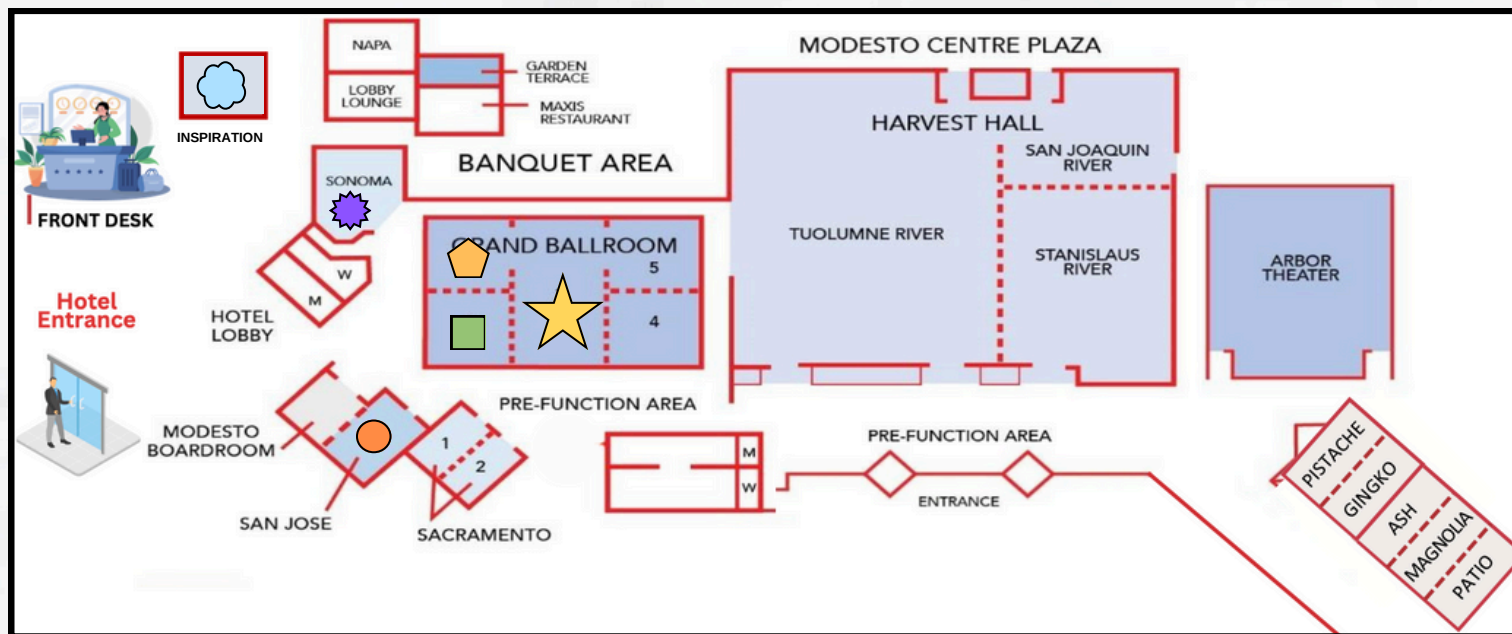 MODESTO CENTRE PLAZA
NAPA
GARDEN
TERRACE
LOBBY
LOUNGE
MAXIS
RESTAURANT
INSPIRATION
HARVEST HALL
SAN JOAQUIN
RIVER
BANQUET AREA
SONOMA
FRONT DESK
GRAND BALLROOM
5
4
TUOLUMNE RIVER
STANISLAUS
RIVER
ARBOR
THEATER
W
M
Hotel
Entrance
HOTEL
LOBBY
PRE-FUNCTION AREA
MODESTO
BOARDROOM
1
2
SAN JOSE
SACRAMENTO
M
W
PRE-FUNCTION AREA
ENTRANCE
PISTACHE
GINGKO
ASH
MAGNOLIA
PATIO